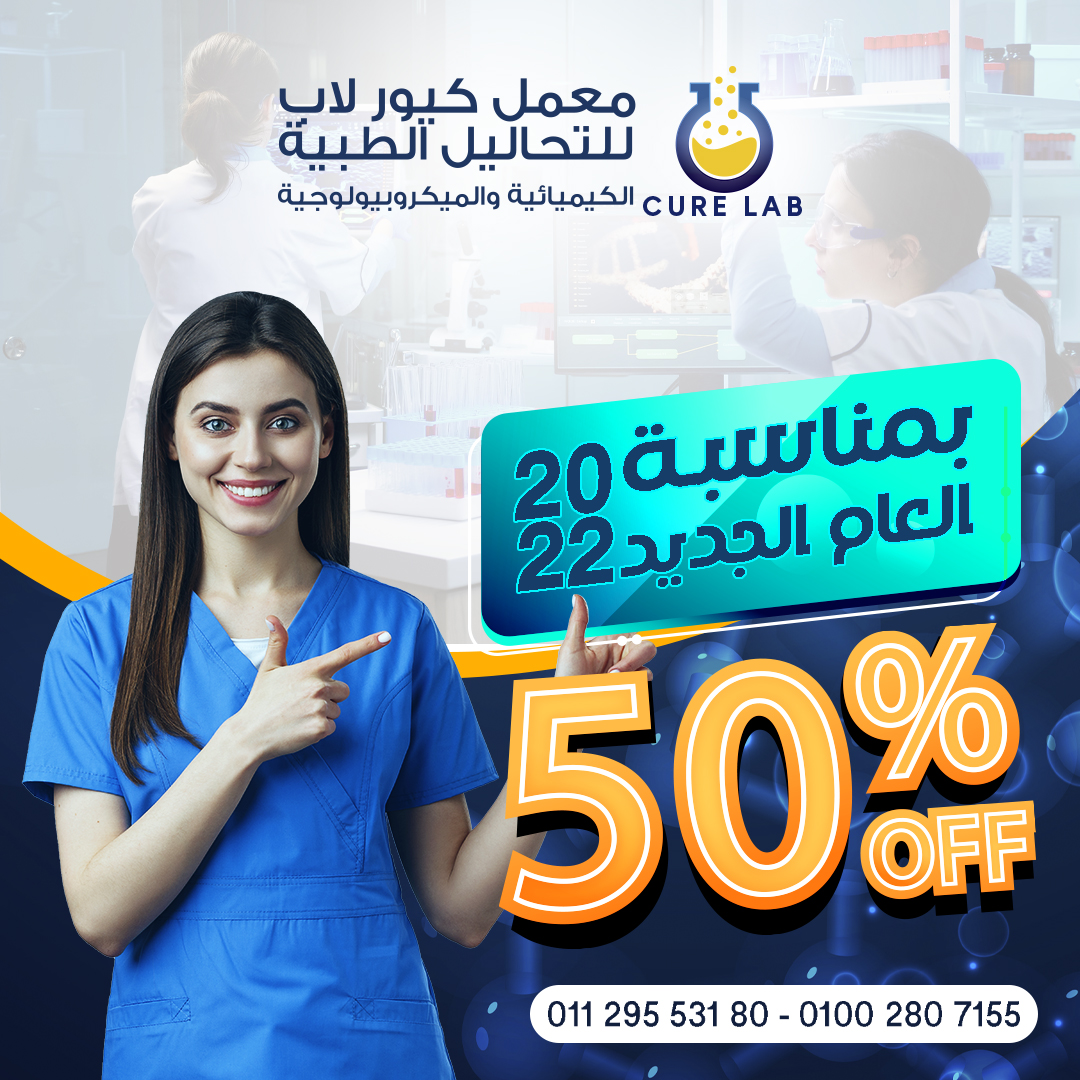 معمل كيور لاب
للتحاليل الطبية
الكيميائية والميكروبيولوجية
CURE LAB
بمناسبة 20
العام الجديد 22
50%
OFF
011 295 531 80 - 0100 280 7155